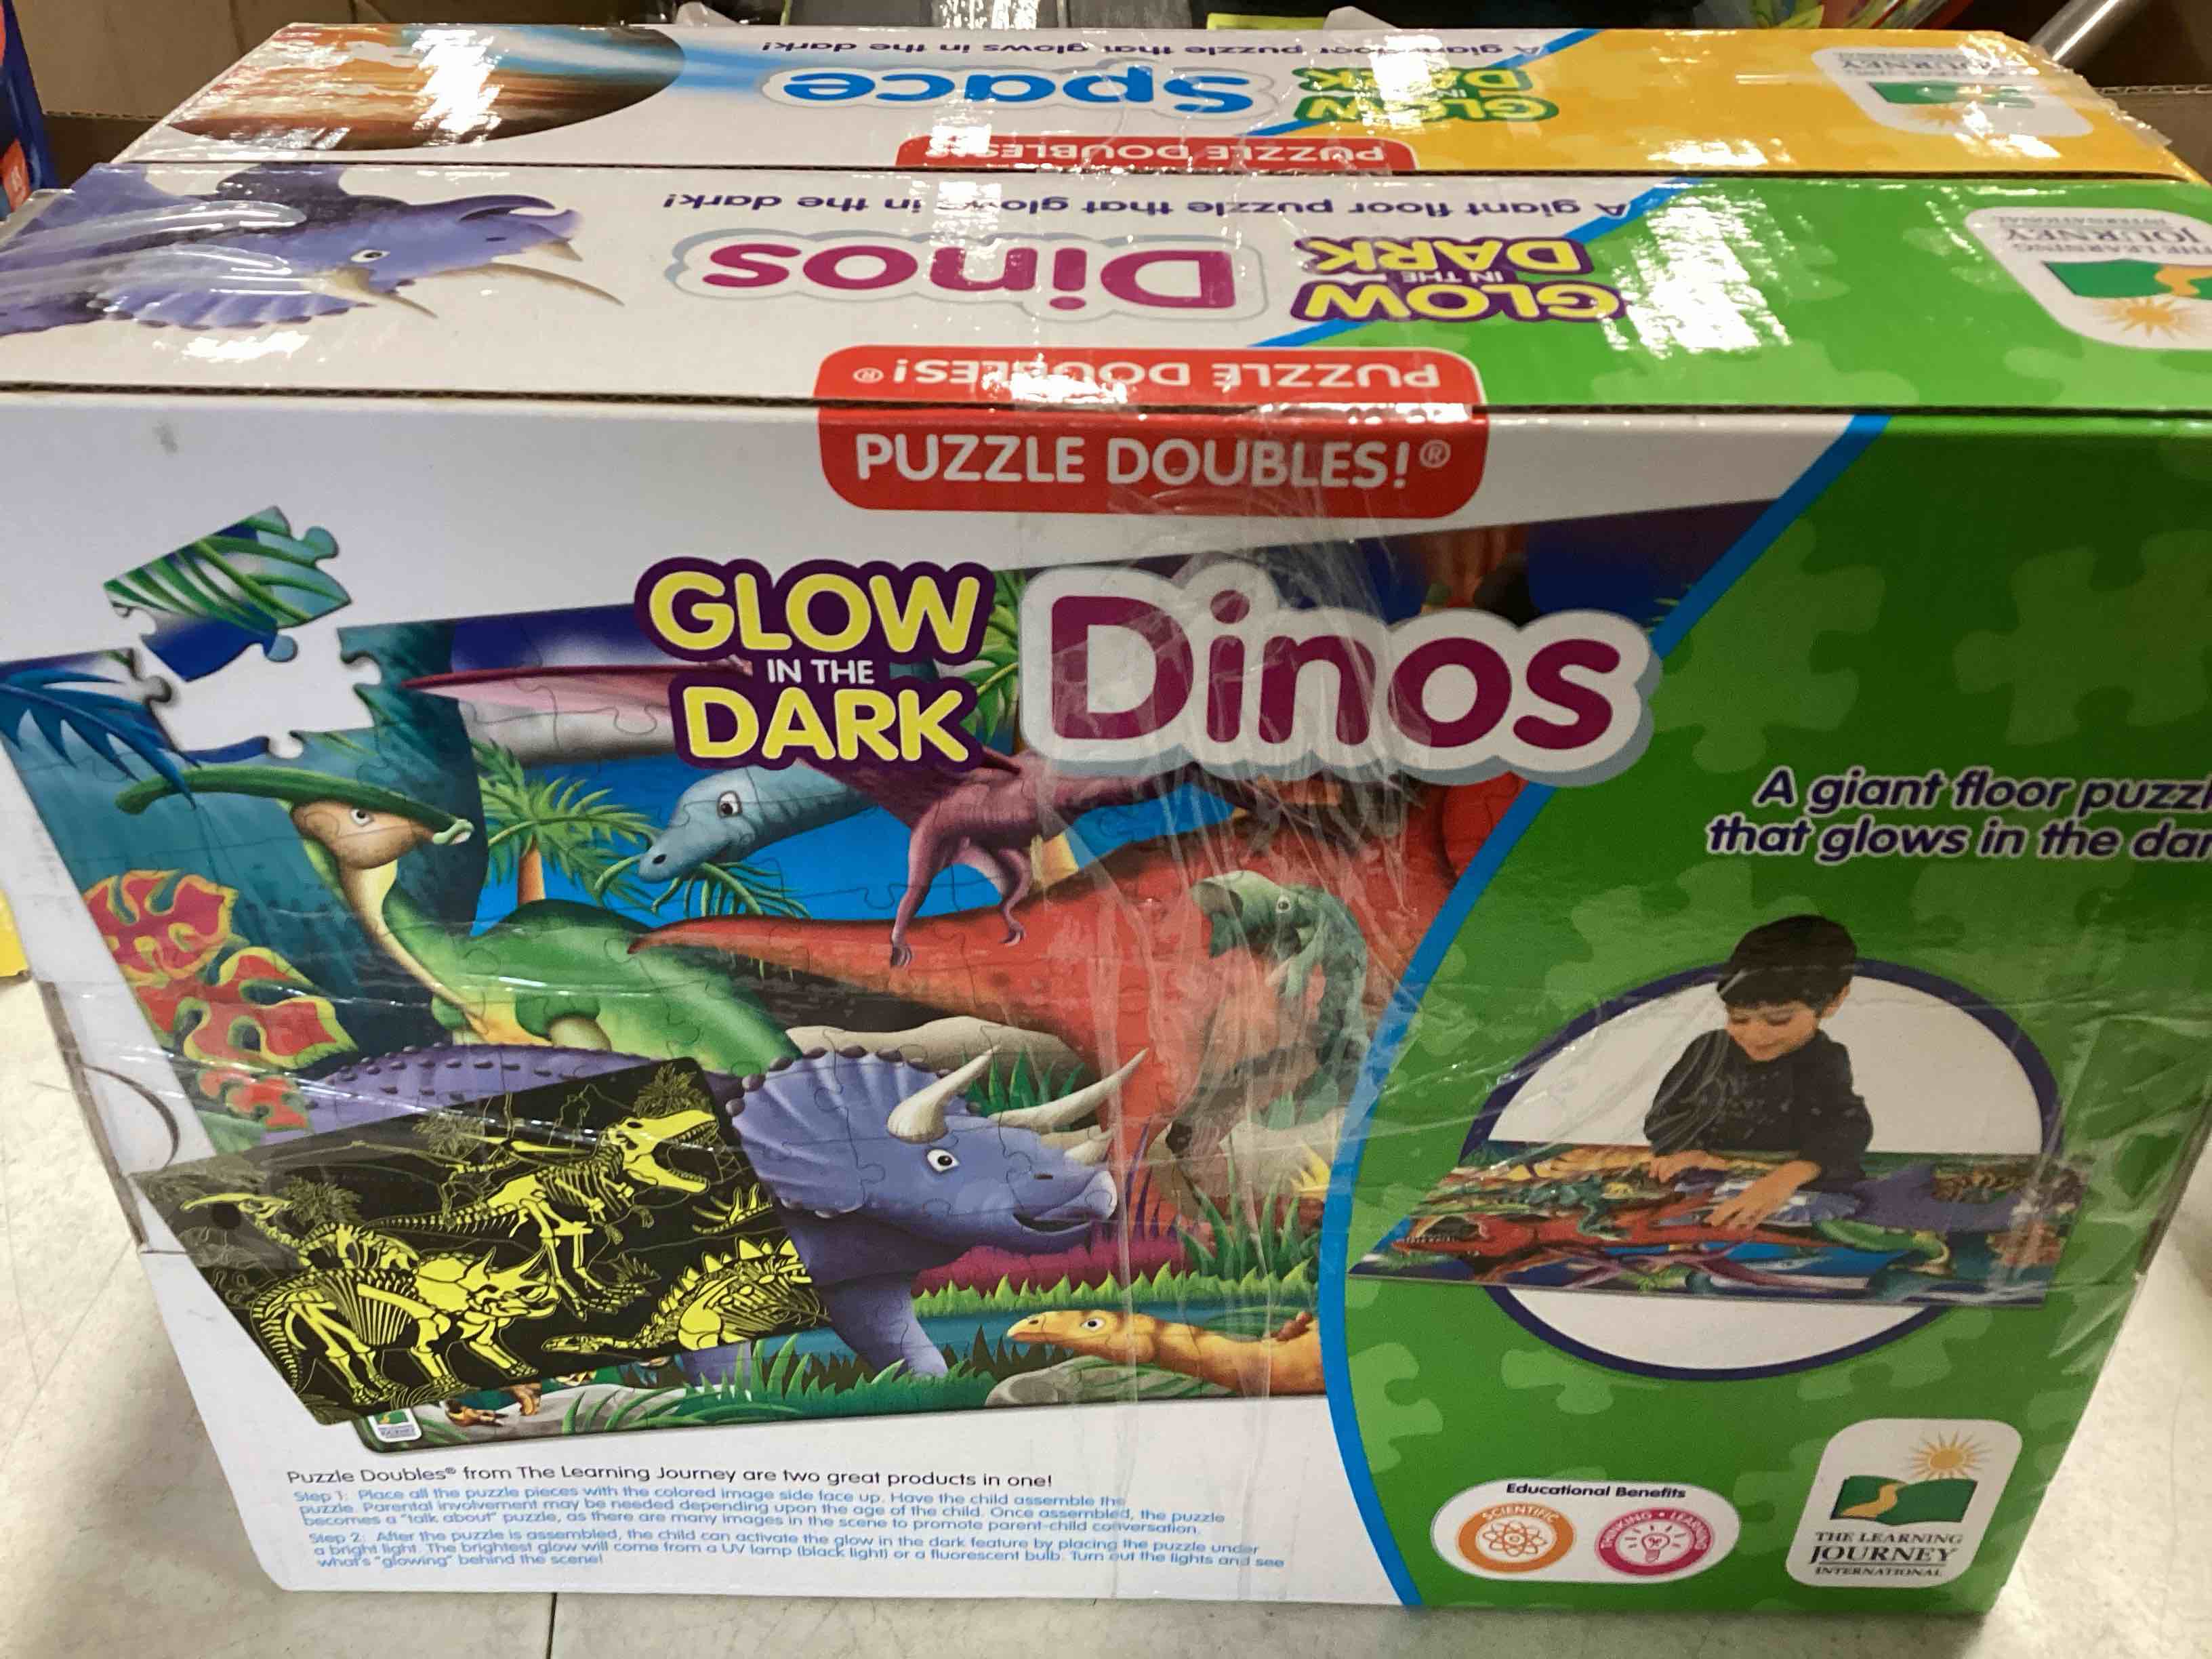 A giant floor puzzle that glows in the dark!
GLOW
IN THE
DARK
Space
PUZZLE DOUBLES!
A giant floor puzzle that glows in the dark!
GLOW
IN THE
DARK
Dinos
THE LEARNING
JOURNEY
INTERNATIONAL
PUZZLE DOUBLES!®
PUZZLE DOUBLES!®
GLOW
IN THE
DARK
Dinos
A giant floor puzzl
that glows in the dar
Puzzle Doubles® from The Learning Journey are two great products in one!
Step 1: Place all the puzzle pieces with the colored image side face up. Have the child assemble the
puzzle. Parental involvement may be needed depending upon the age of the child. Once assembled, the puzzle
becomes a "talk about" puzzle, as there are many images in the scene to promote parent-child conversation.
Step 2: After the puzzle is assembled, the child can activate the glow in the dark feature by placing the puzzle under
a bright light. The brightest glow will come from a UV lamp (black light) or a fluorescent bulb. Turn out the lights and see
what's "glowing" behind the scene!
Educational Benefits
SCIENTIFIC
THINKING • LEARNING
THE LEARNING
JOURNEY
INTERNATIONAL